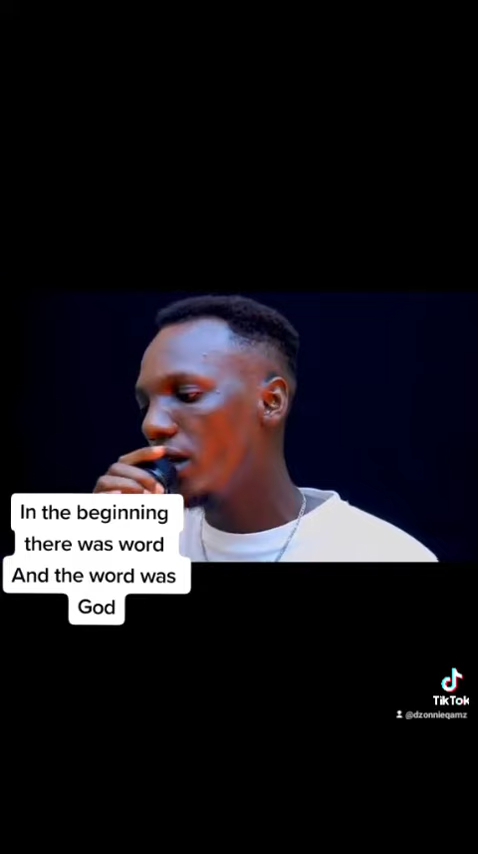 In the beginning
there was word
And the word was
God
TikTok
@dzonnieqamz